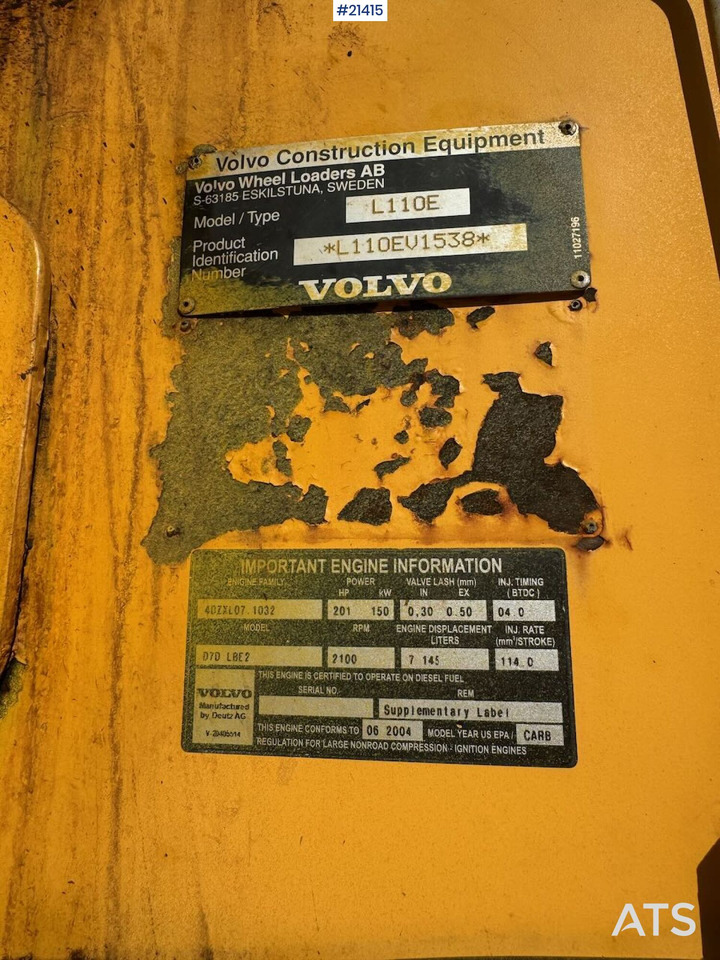 #21415
Volvo Construction Equipment
Volvo Wheel Loaders AB
S-63185 ESKILSTUNA, SWEDEN
Model / Type L110E
Product
Identification
Number *L110EV1538*
VOLVO
11027196
IMPORTANT ENGINE INFORMATION
ENGINE FAMILY POWER VALVE LASH (mm) INJ. TIMING
HP kW IN EX (BTDC)
4DZXL07.1032 201 150 0.30 0.50 04.0
MODEL RPM ENGINE DISPLACEMENT INJ. RATE
LITERS (mm³/STROKE)
D7D LBE2 2100 7 145 114.0
THIS ENGINE IS CERTIFIED TO OPERATE ON DIESEL FUEL
VOLVO SERIAL NO. REM
Manufactured
by Deutz AG Supplementary Label
THIS ENGINE CONFORMS TO 06 2004 MODEL YEAR US EPA / CARB
REGULATION FOR LARGE NONROAD COMPRESSION - IGNITION ENGINES
ATS